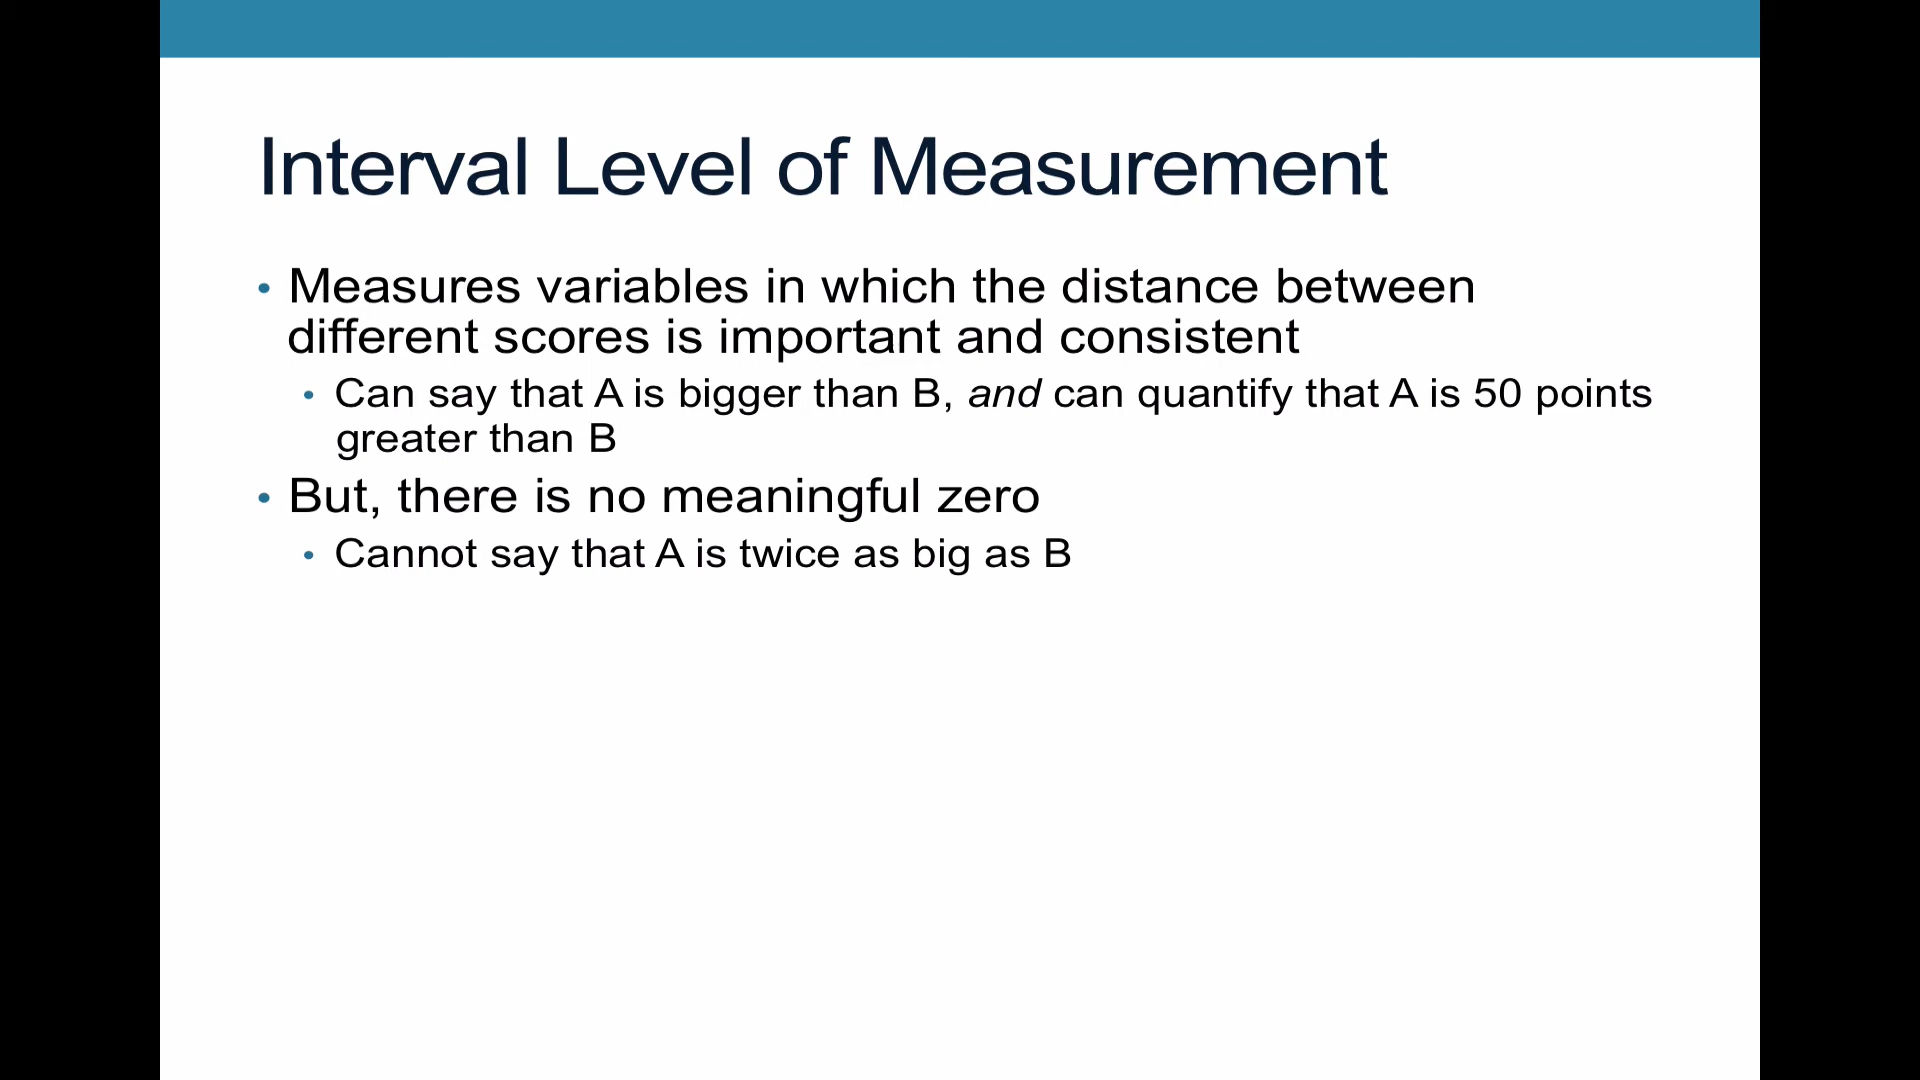 Interval Level of Measurement
• Measures variables in which the distance between
different scores is important and consistent
• Can say that A is bigger than B, and can quantify that A is 50 points
greater than B
• But, there is no meaningful zero
• Cannot say that A is twice as big as B